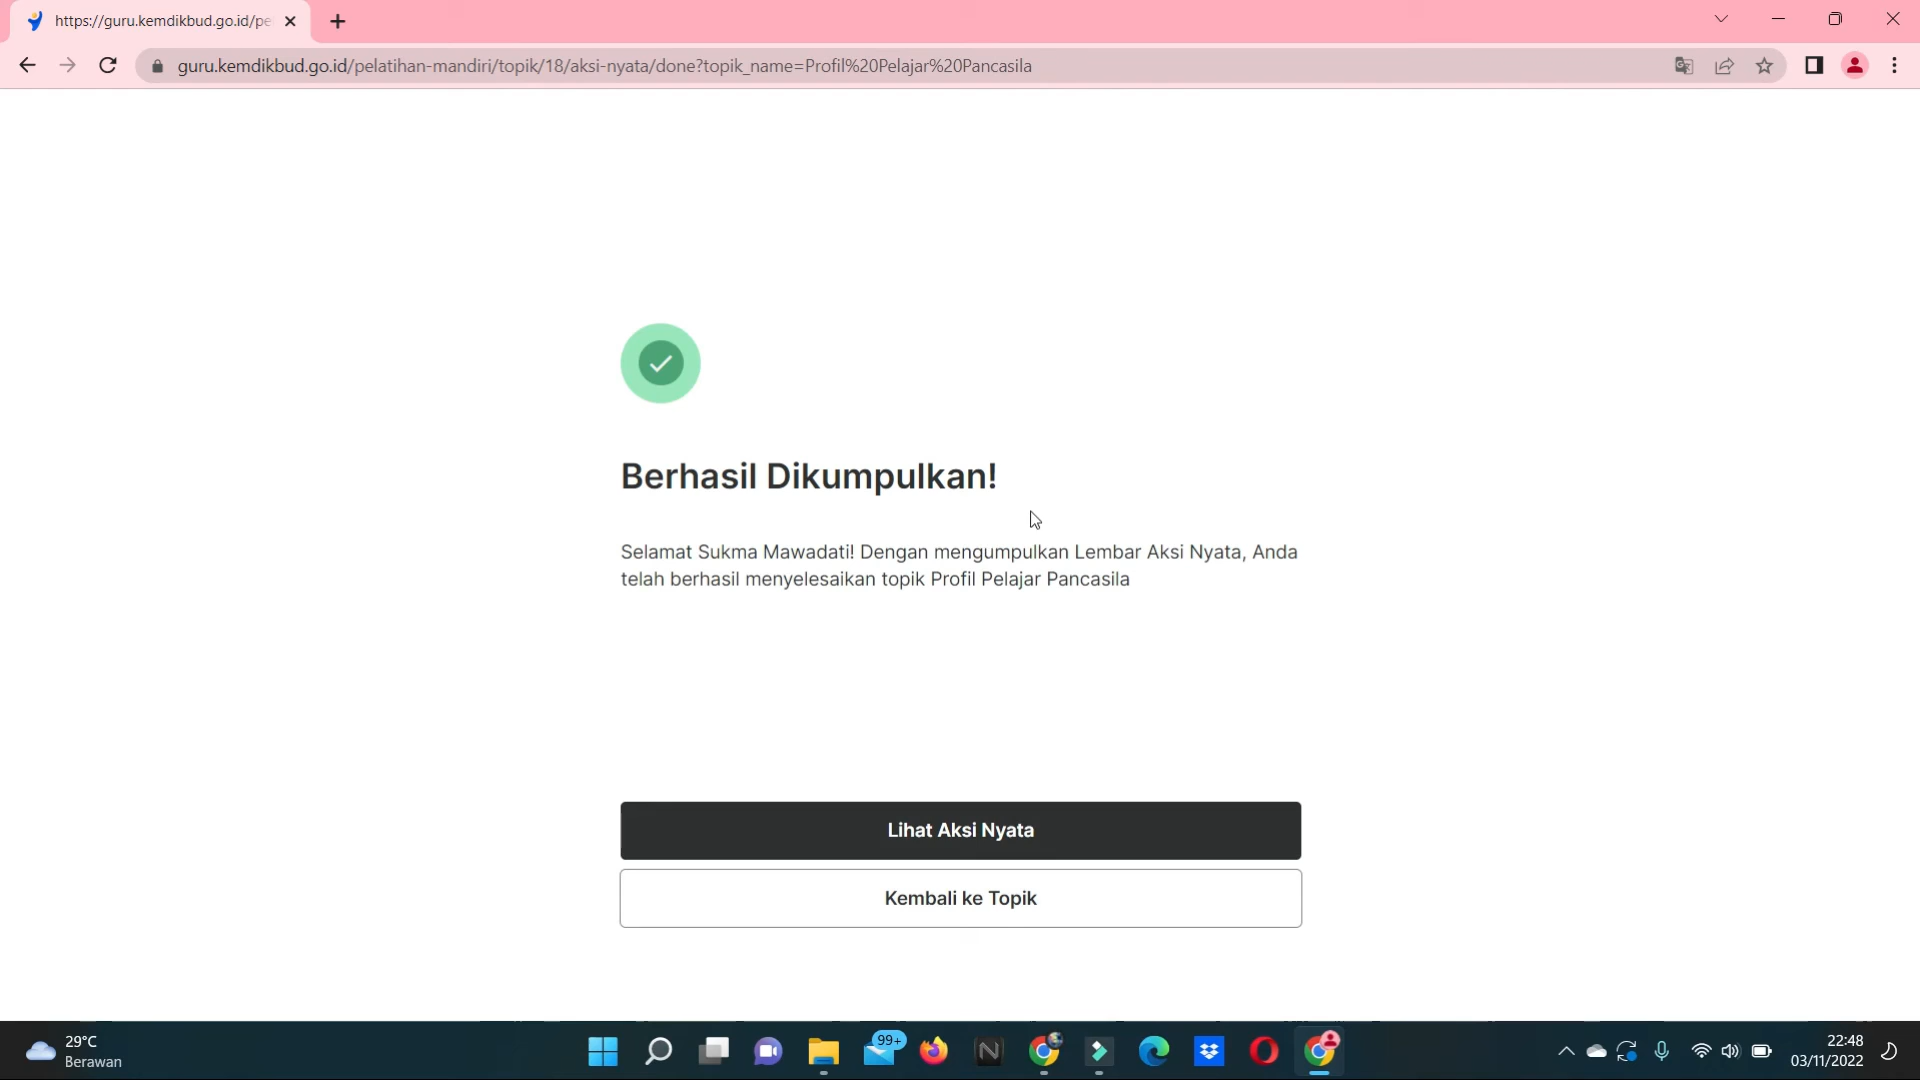 https://guru.kemdikbud.go.id/pe
guru.kemdikbud.go.id/pelatihan-mandiri/topik/18/aksi-nyata/done?topik_name=Profil%20Pelajar%20Pancasila
Berhasil Dikumpulkan!
Selamat Sukma Mawadati! Dengan mengumpulkan Lembar Aksi Nyata, Anda
telah berhasil menyelesaikan topik Profil Pelajar Pancasila
Lihat Aksi Nyata
Kembali ke Topik
29°C
Berawan
99+
22:48
03/11/2022